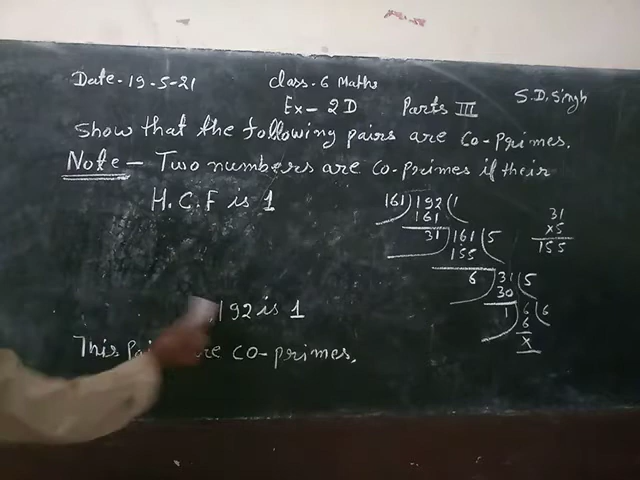 Date-19-5-21 Class-6 Maths S.D.Singh
Ex-2D Parts III
Show that the following pairs are co-primes.
Note- Two numbers are co-primes if their
H.C.F is 1
161)192(1
161
31)161(5
155
6)31(5
30
1)6(6
6
x
31
x5
155
192 is 1
This are co-primes.